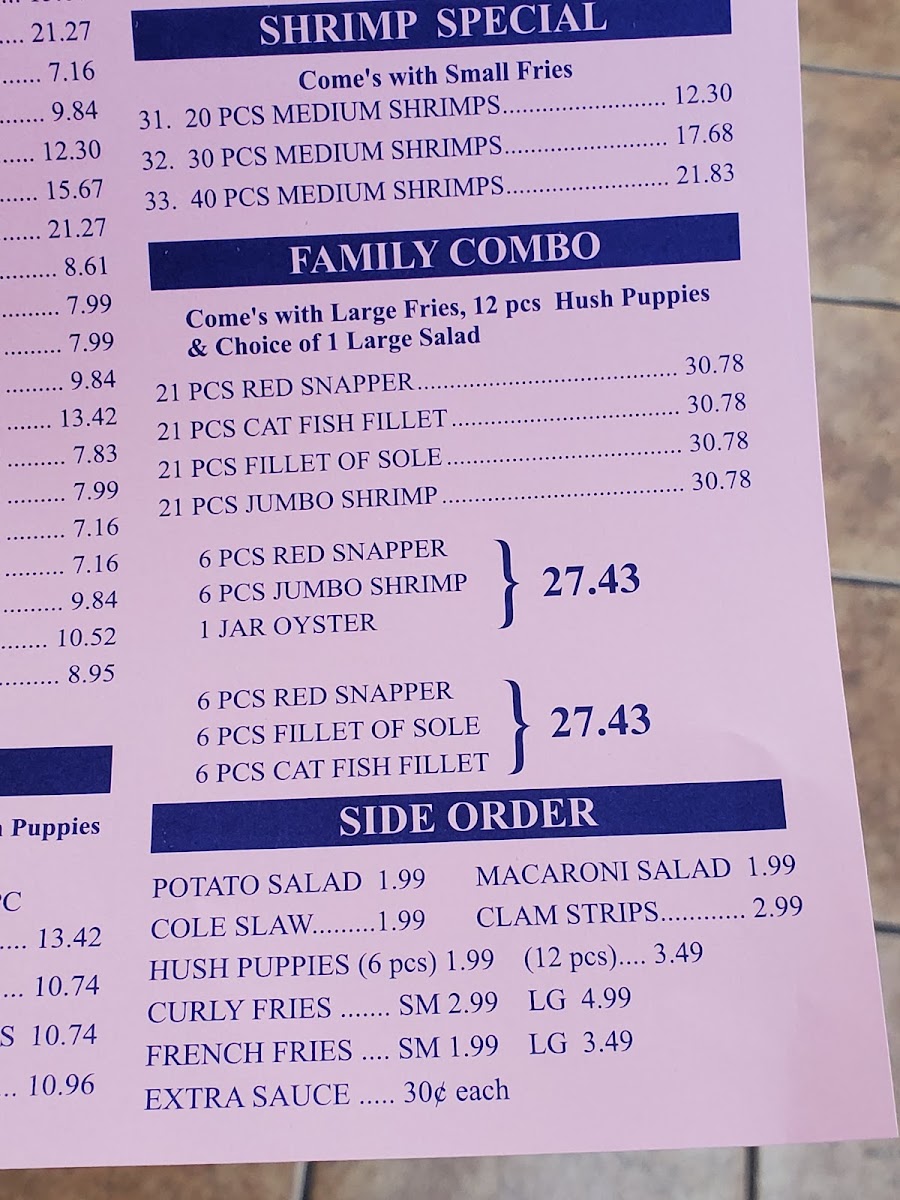 21.27
7.16
9.84
12.30
15.67
21.27
8.61
7.99
7.99
9.84
13.42
7.83
7.99
7.16
7.16
9.84
10.52
8.95
Puppies
13.42
10.74
S 10.74
10.96
SHRIMP SPECIAL
Come's with Small Fries
31. 20 PCS MEDIUM SHRIMPS........................ 12.30
32. 30 PCS MEDIUM SHRIMPS........................ 17.68
33. 40 PCS MEDIUM SHRIMPS........................ 21.83
FAMILY COMBO
Come's with Large Fries, 12 pcs Hush Puppies
& Choice of 1 Large Salad
21 PCS RED SNAPPER...................................... 30.78
21 PCS CAT FISH FILLET ................................. 30.78
21 PCS FILLET OF SOLE .................................. 30.78
21 PCS JUMBO SHRIMP ................................... 30.78
6 PCS RED SNAPPER
6 PCS JUMBO SHRIMP } 27.43
1 JAR OYSTER
6 PCS RED SNAPPER
6 PCS FILLET OF SOLE } 27.43
6 PCS CAT FISH FILLET
SIDE ORDER
POTATO SALAD 1.99 MACARONI SALAD 1.99
COLE SLAW.........1.99 CLAM STRIPS............ 2.99
HUSH PUPPIES (6 pcs) 1.99 (12 pcs).... 3.49
CURLY FRIES ....... SM 2.99 LG 4.99
FRENCH FRIES .... SM 1.99 LG 3.49
EXTRA SAUCE ..... 30¢ each